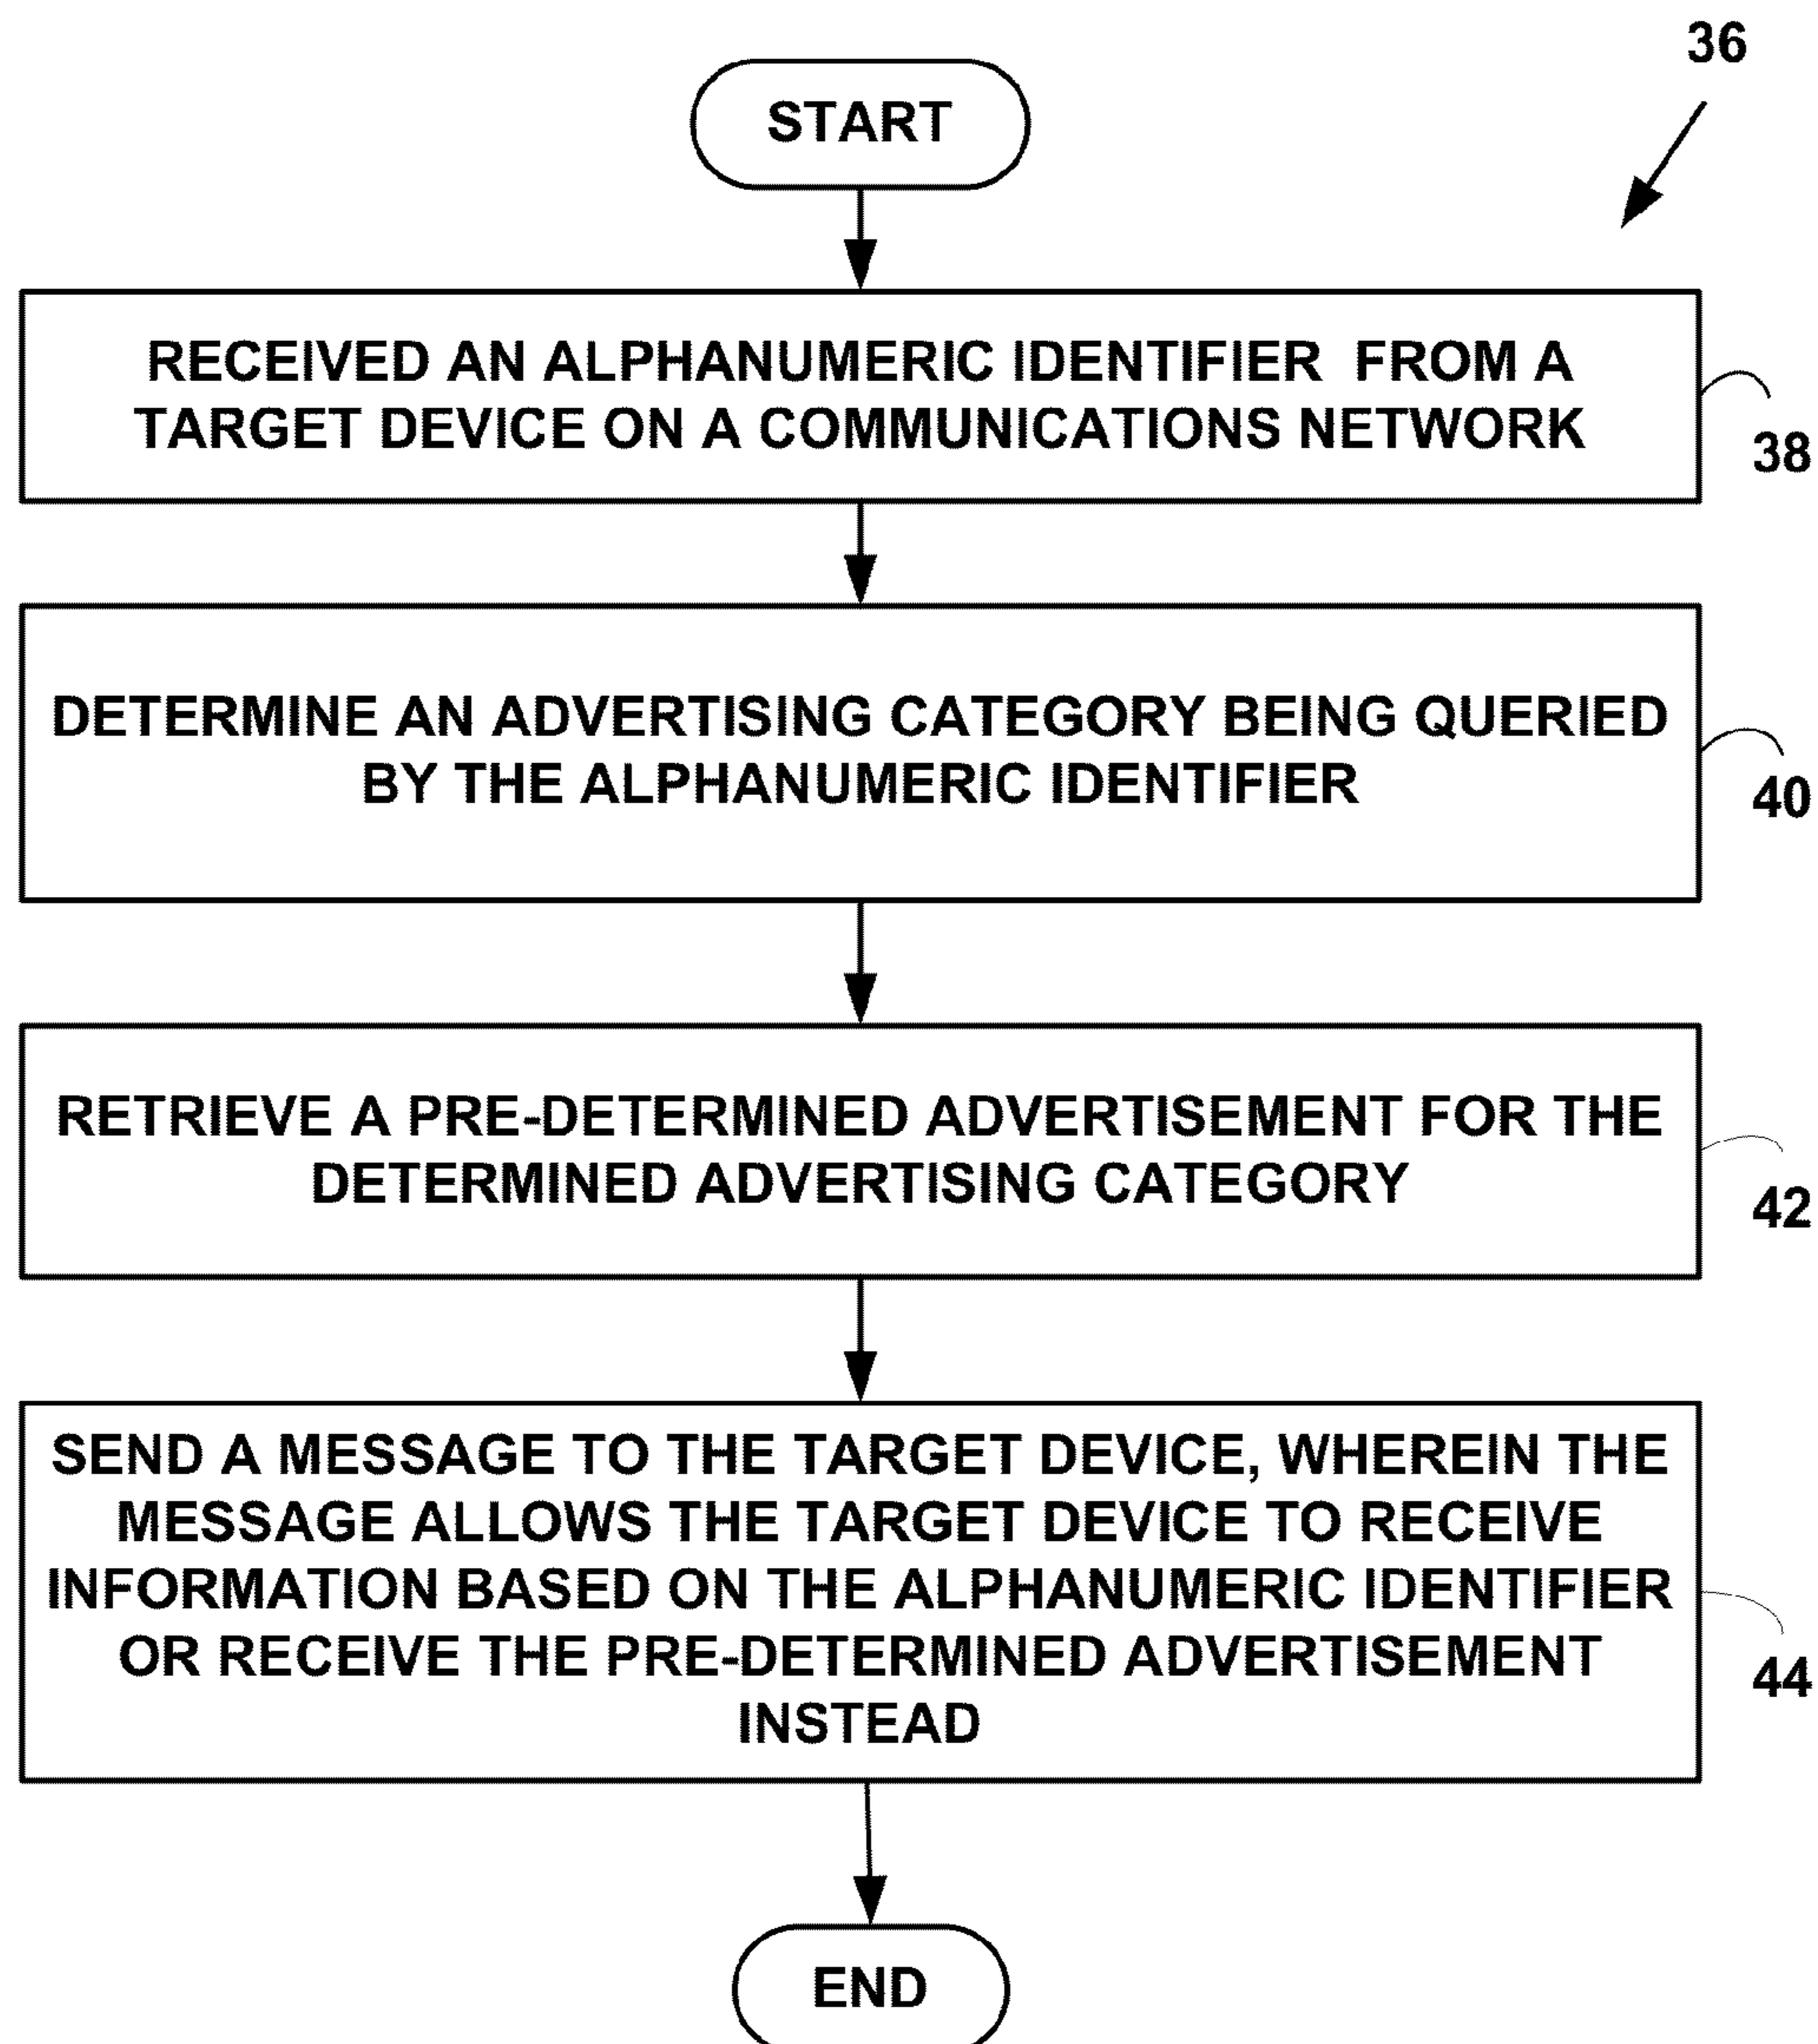 36
START
RECEIVED AN ALPHANUMERIC IDENTIFIER FROM A
TARGET DEVICE ON A COMMUNICATIONS NETWORK
38
DETERMINE AN ADVERTISING CATEGORY BEING QUERIED
BY THE ALPHANUMERIC IDENTIFIER
40
RETRIEVE A PRE-DETERMINED ADVERTISEMENT FOR THE
DETERMINED ADVERTISING CATEGORY
42
SEND A MESSAGE TO THE TARGET DEVICE, WHEREIN THE
MESSAGE ALLOWS THE TARGET DEVICE TO RECEIVE
INFORMATION BASED ON THE ALPHANUMERIC IDENTIFIER
OR RECEIVE THE PRE-DETERMINED ADVERTISEMENT
INSTEAD
44
END